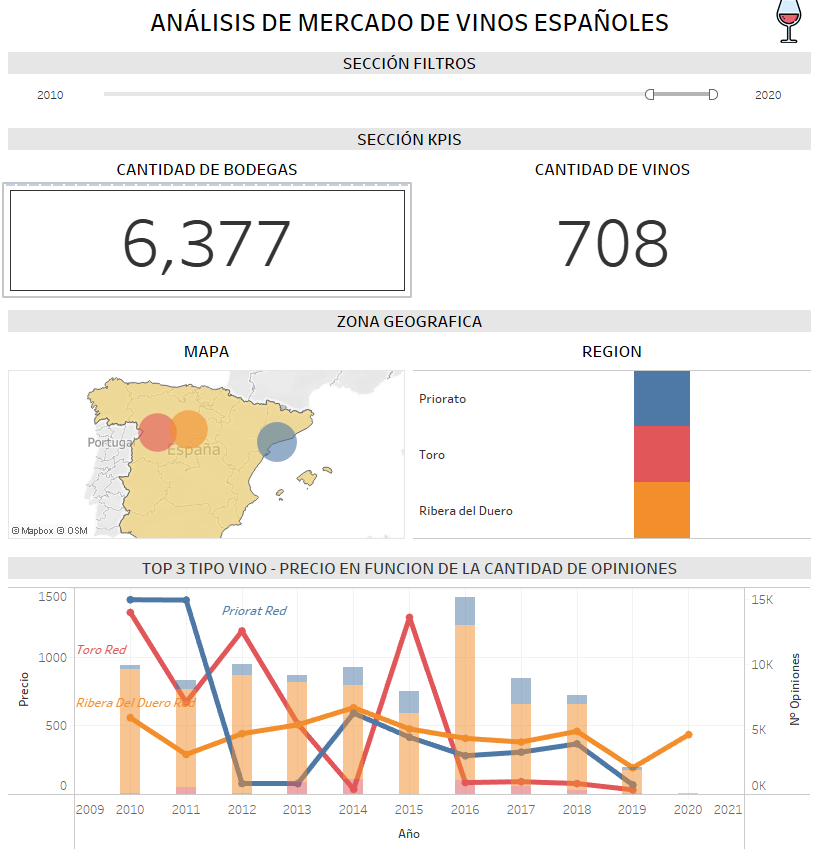 ANÁLISIS DE MERCADO DE VINOS ESPAÑOLES
SECCIÓN FILTROS
2010 2020
SECCIÓN KPIS
CANTIDAD DE BODEGAS CANTIDAD DE VINOS
6,377 708
ZONA GEOGRAFICA
MAPA REGION
Portugal España
© Mapbox © OSM
Priorato
Toro
Ribera del Duero
TOP 3 TIPO VINO - PRECIO EN FUNCION DE LA CANTIDAD DE OPINIONES
Precio
1500
1000
500
0
Priorat Red
Toro Red
Ribera Del Duero Red
15K
10K
5K
0K
Nº Opiniones
2009 2010 2011 2012 2013 2014 2015 2016 2017 2018 2019 2020 2021
Año